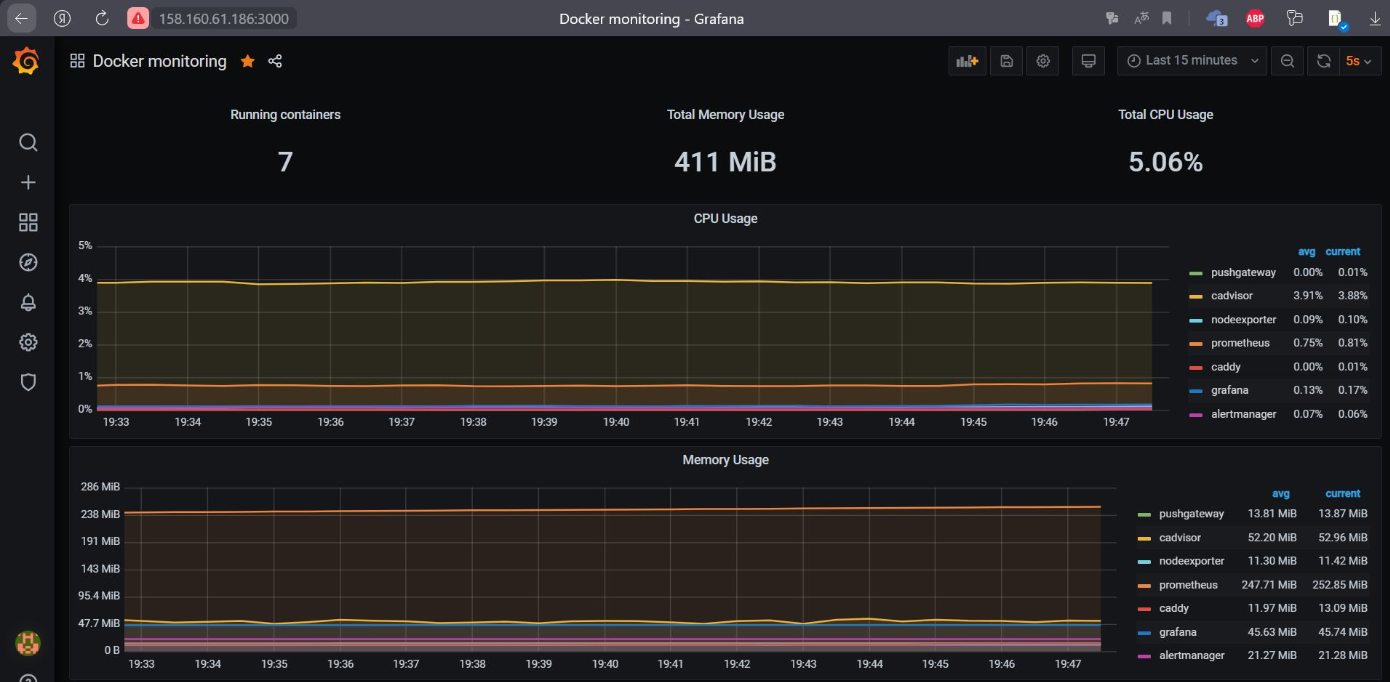 158.160.61.186:3000 Docker monitoring - Grafana 3 ABP
Docker monitoring Last 15 minutes 5s
Running containers Total Memory Usage Total CPU Usage
7 411 MiB 5.06%
CPU Usage
5%
4%
3%
2%
1%
0%
19:33 19:34 19:35 19:36 19:37 19:38 19:39 19:40 19:41 19:42 19:43 19:44 19:45 19:46 19:47
avg current
pushgateway 0.00% 0.01%
cadvisor 3.91% 3.88%
nodeexporter 0.09% 0.10%
prometheus 0.75% 0.81%
caddy 0.00% 0.01%
grafana 0.13% 0.17%
alertmanager 0.07% 0.06%
Memory Usage
286 MiB
238 MiB
191 MiB
143 MiB
95.4 MiB
47.7 MiB
0 B
19:33 19:34 19:35 19:36 19:37 19:38 19:39 19:40 19:41 19:42 19:43 19:44 19:45 19:46 19:47
avg current
pushgateway 13.81 MiB 13.87 MiB
cadvisor 52.20 MiB 52.96 MiB
nodeexporter 11.30 MiB 11.42 MiB
prometheus 247.71 MiB 252.85 MiB
caddy 11.97 MiB 13.09 MiB
grafana 45.63 MiB 45.74 MiB
alertmanager 21.27 MiB 21.28 MiB